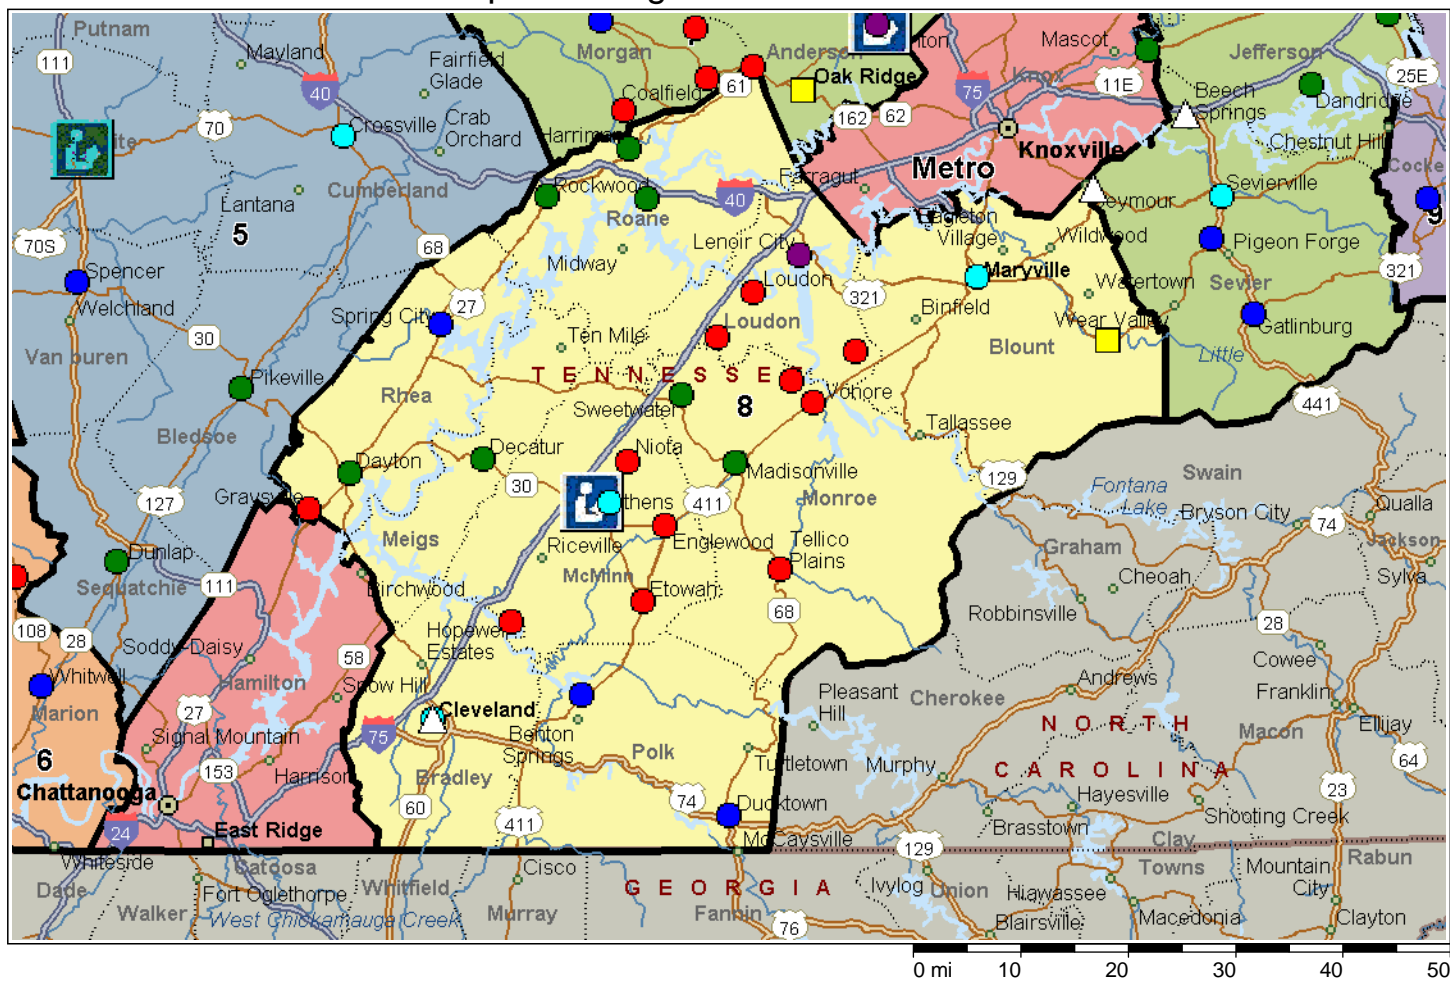 Putnam
Mayland
111
Fairfield
Glade
Morgan
Anderson
Mascot
Knox
Jefferson
25E
40
Coalfield
61
Oak Ridge
75
11E
Beech
Springs
Dandridge
70
Crossville
Crab
Orchard
162
62
Knoxville
Chestnut Hill
Metro
Cumberland
Rockwood
Farragut
Sevierville
Cocke
Lantana
Roane
40
Eagleton
Village
Wildwood
9
5
68
70S
Lenoir City
Midway
Pigeon Forge
Spencer
Loudon
Maryville
Watertown
Sevier
321
Welchland
27
321
Binfield
Spring City
Loudon
Wear Valley
Gatlinburg
30
Ten Mile
Blount
Little
Van buren
TENNESSEE
Pikeville
Rhea
8
Vonore
441
Sweetwater
Bledsoe
Tallassee
Decatur
Niota
Dayton
Madisonville
129
Swain
Graysville
30
411
Monroe
Fontana
Lake
Qualla
127
Bryson City
74
Meigs
Englewood
Tellico
Plains
Graham
Jackson
Dunlap
Riceville
McMinn
Sequatchie
111
Birchwood
Etowah
Cheoah
Sylva
68
Robbinsville
108
28
Hopewell
Estates
28
Soddy-Daisy
58
Cowee
Whitwell
Hamilton
Snow Hill
Pleasant
Hill
Cherokee
Andrews
Franklin
Marion
27
Cleveland
NORTH
Ellijay
75
Signal Mountain
Benton
Springs
Polk
Macon
6
153
Harrison
Bradley
Turtletown
Murphy
CAROLINA
64
Chattanooga
60
74
Ducktown
Hayesville
23
24
East Ridge
411
Brasstown
Shooting Creek
McCaysville
129
Clay
Whiteside
Catoosa
Cisco
Towns
Mountain
City
Rabun
Dade
Fort Oglethorpe
Whitfield
GEORGIA
Ivylog
Union
Hiawassee
Walker
West Chickamauga Creek
Murray
Fannin
76
Blairsville
Macedonia
Clayton
0 mi
10
20
30
40
50